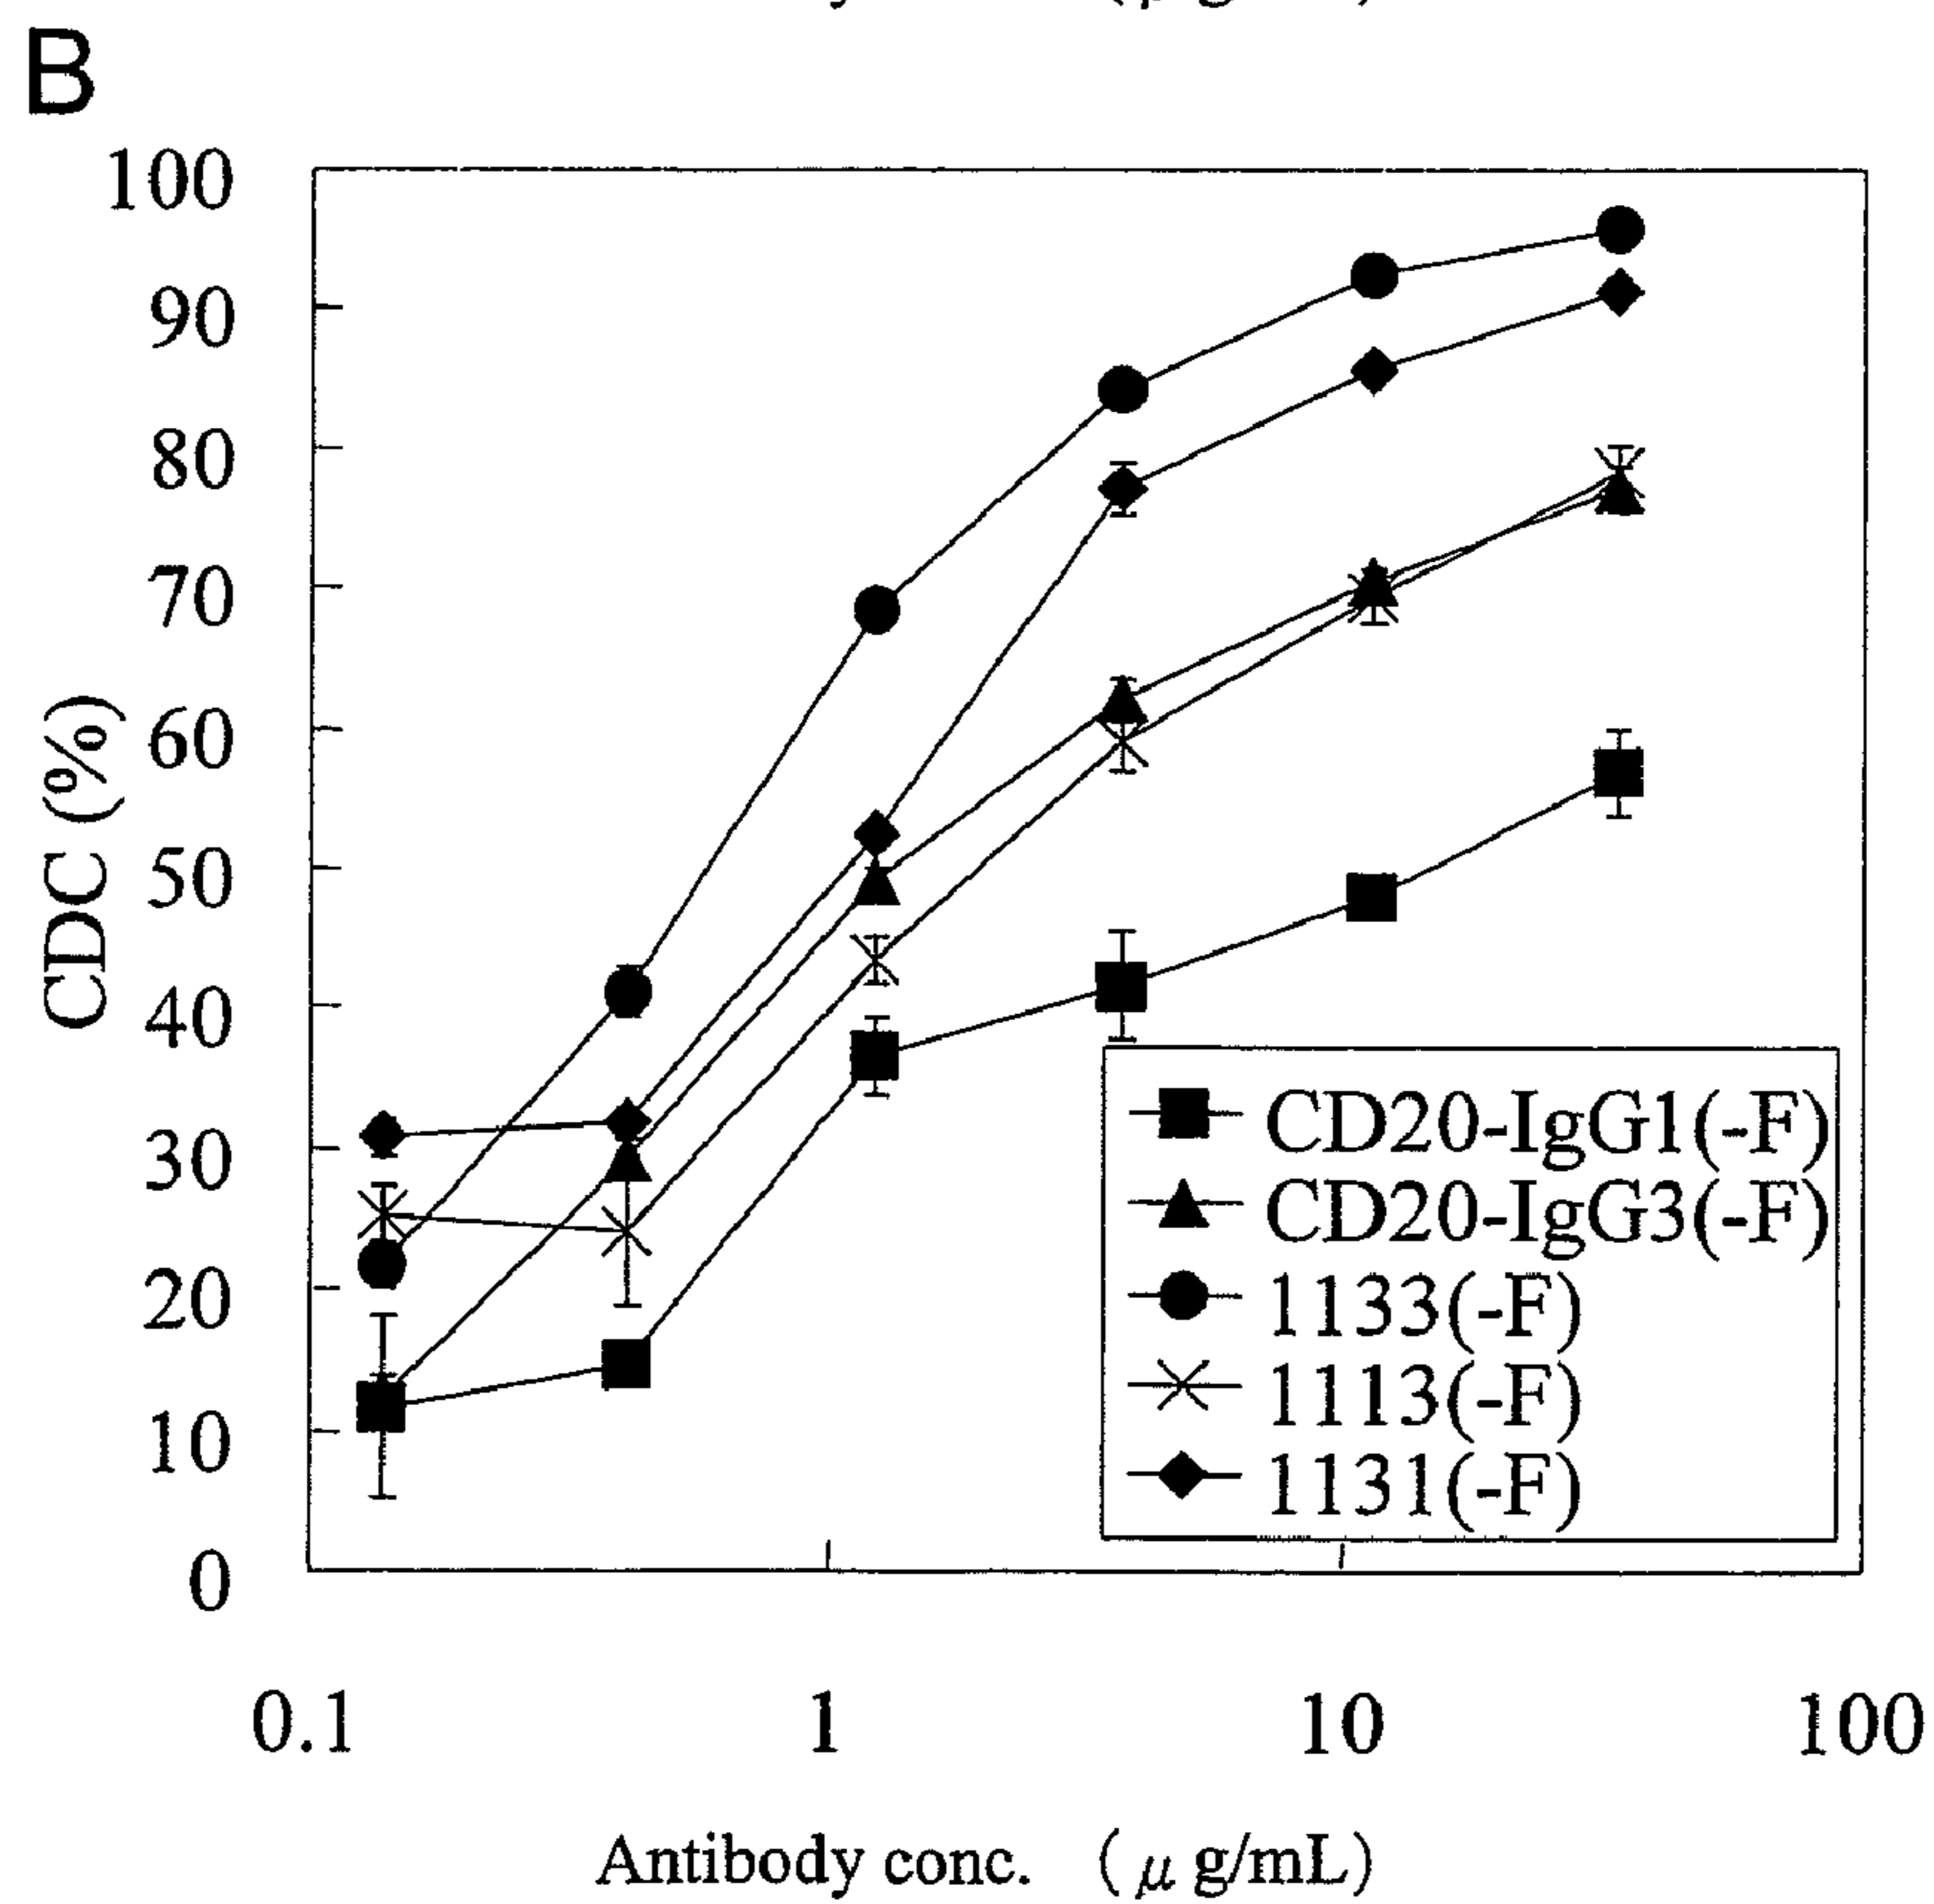 B
100
90
80
70
60
50
40
30
20
10
0
CDC (%)
CD20-IgG1(-F)
CD20-IgG3(-F)
1133(-F)
1113(-F)
1131(-F)
0.1 1 10 100
Antibody conc. (μg/mL)